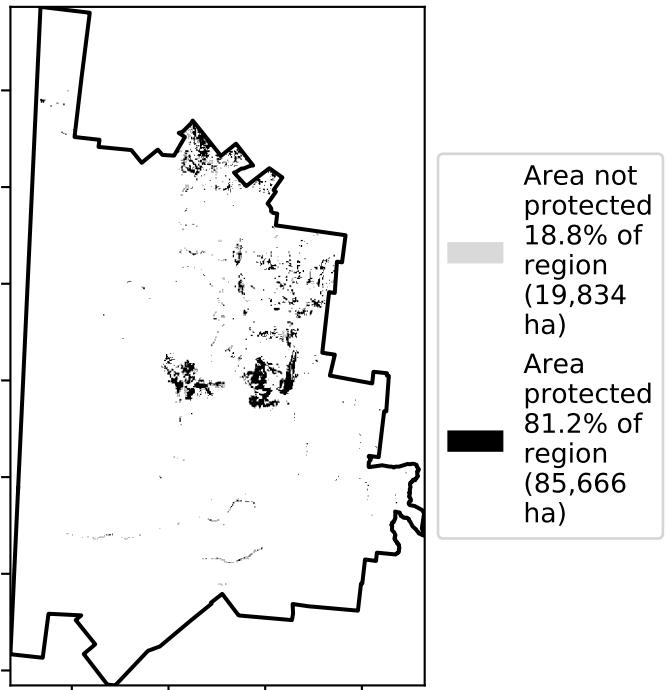 Area not
protected
18.8% of
region
(19,834
ha)
Area
protected
81.2% of
region
(85,666
ha)